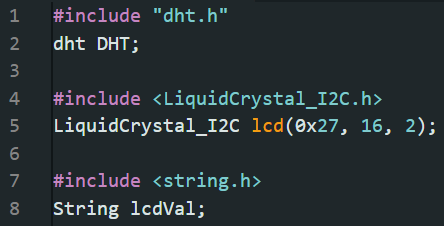 1 #include "dht.h"
2 dht DHT;
3
4 #include <LiquidCrystal_I2C.h>
5 LiquidCrystal_I2C lcd(0x27, 16, 2);
6
7 #include <string.h>
8 String lcdVal;